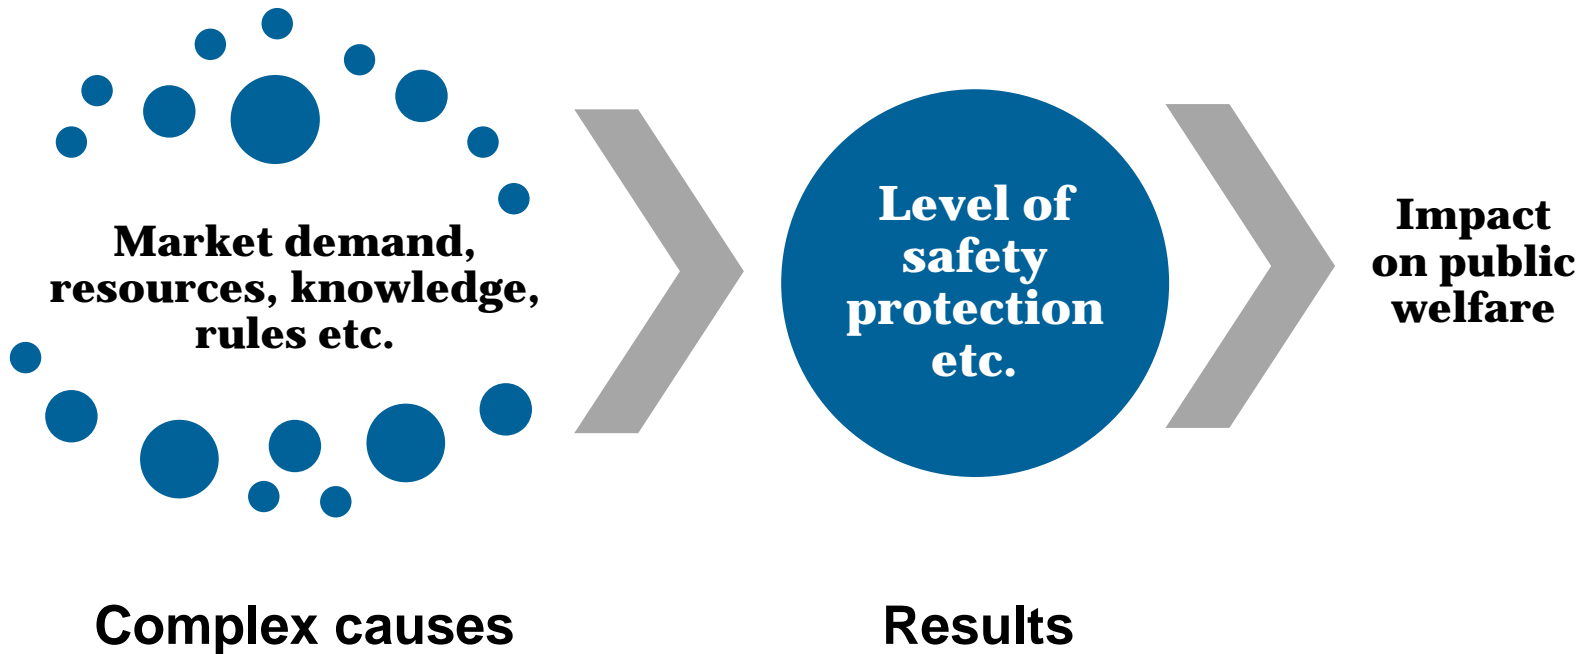 Market demand,
resources, knowledge,
rules etc.
Level of
safety
protection
etc.
Impact
on public
welfare
Complex causes
Results